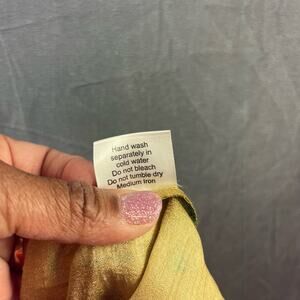 Hand wash
separately in
cold water
Do not bleach
Do not tumble dry
Medium Iron